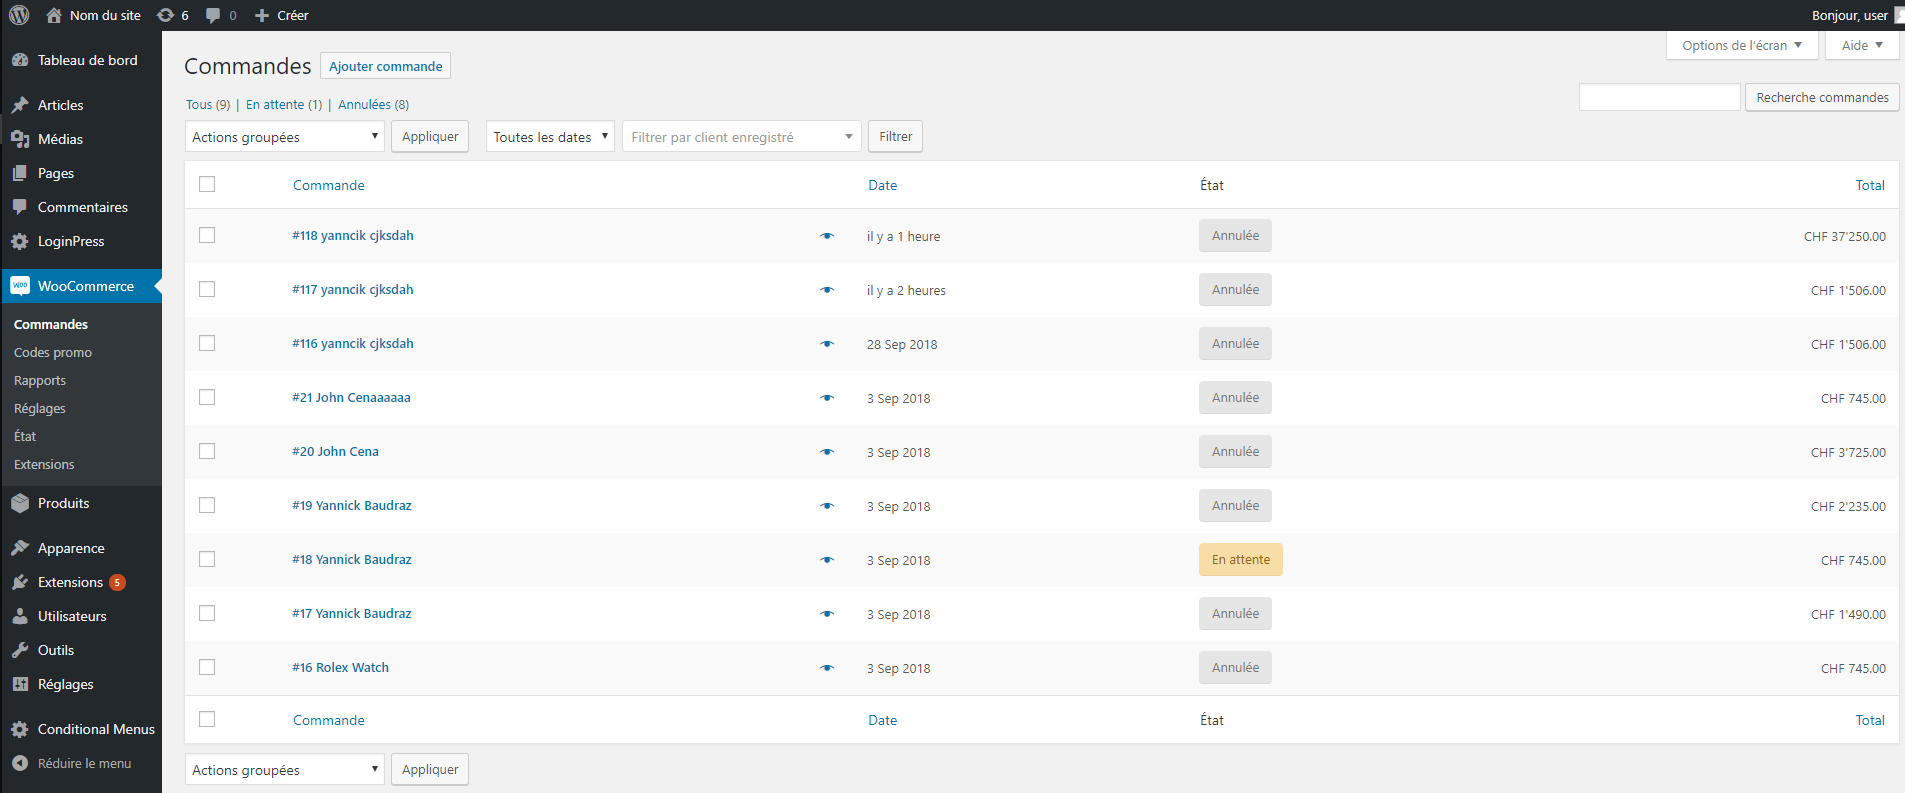 Nom du site 6 0 Créer Bonjour, user
Tableau de bord
Articles
Médias
Pages
Commentaires
LoginPress
WooCommerce
Commandes
Codes promo
Rapports
Réglages
État
Extensions
Produits
Apparence
Extensions 5
Utilisateurs
Outils
Réglages
Conditional Menus
Réduire le menu
Options de l'écran Aide
Commandes Ajouter commande
Tous (9) | En attente (1) | Annulées (8)
Recherche commandes
Actions groupées Appliquer Toutes les dates Filtrer par client enregistré Filtrer
Commande Date État Total
#118 yanncik cjksdah il y a 1 heure Annulée CHF 37'250.00
#117 yanncik cjksdah il y a 2 heures Annulée CHF 1'506.00
#116 yanncik cjksdah 28 Sep 2018 Annulée CHF 1'506.00
#21 John Cenaaaaaa 3 Sep 2018 Annulée CHF 745.00
#20 John Cena 3 Sep 2018 Annulée CHF 3'725.00
#19 Yannick Baudraz 3 Sep 2018 Annulée CHF 2'235.00
#18 Yannick Baudraz 3 Sep 2018 En attente CHF 745.00
#17 Yannick Baudraz 3 Sep 2018 Annulée CHF 1'490.00
#16 Rolex Watch 3 Sep 2018 Annulée CHF 745.00
Commande Date État Total
Actions groupées Appliquer